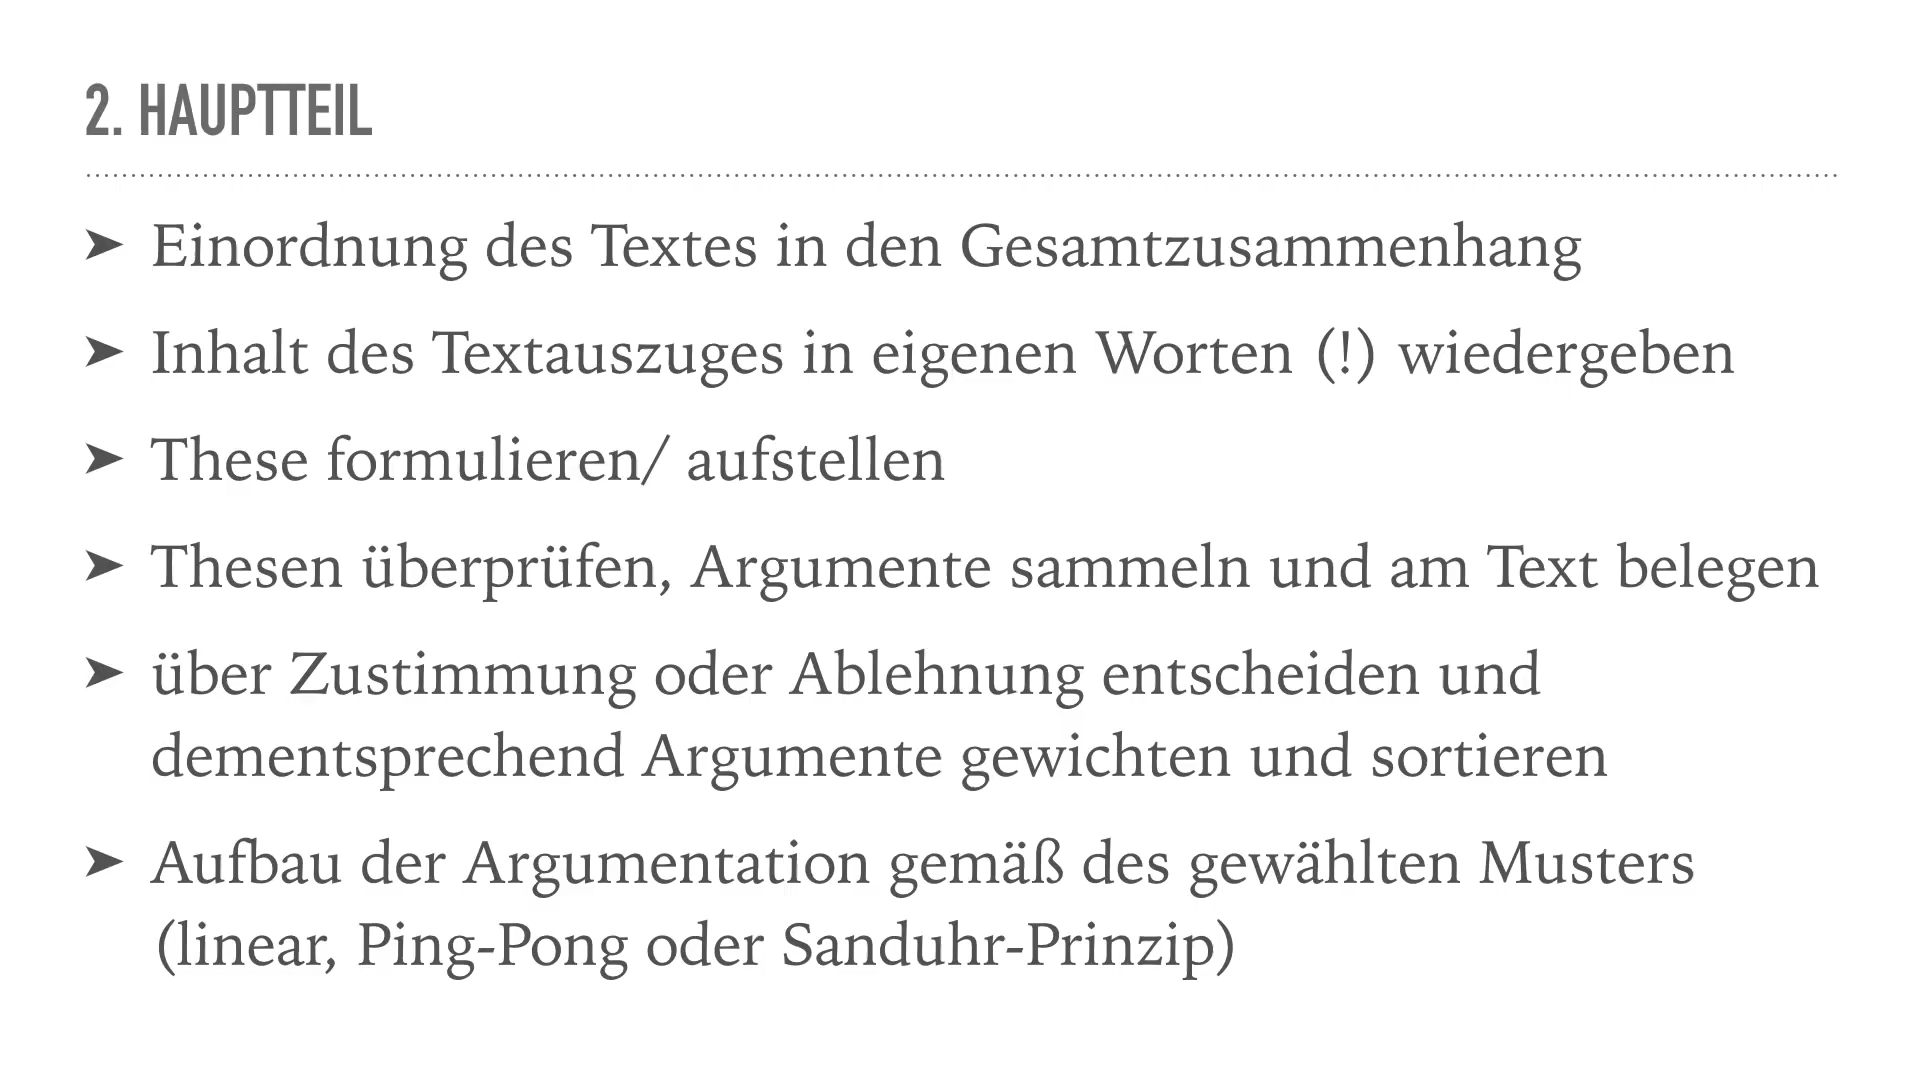 2. HAUPTTEIL
➤ Einordnung des Textes in den Gesamtzusammenhang
➤ Inhalt des Textauszuges in eigenen Worten (!) wiedergeben
➤ These formulieren/ aufstellen
➤ Thesen überprüfen, Argumente sammeln und am Text belegen
➤ über Zustimmung oder Ablehnung entscheiden und
dementsprechend Argumente gewichten und sortieren
➤ Aufbau der Argumentation gemäß des gewählten Musters
(linear, Ping-Pong oder Sanduhr-Prinzip)